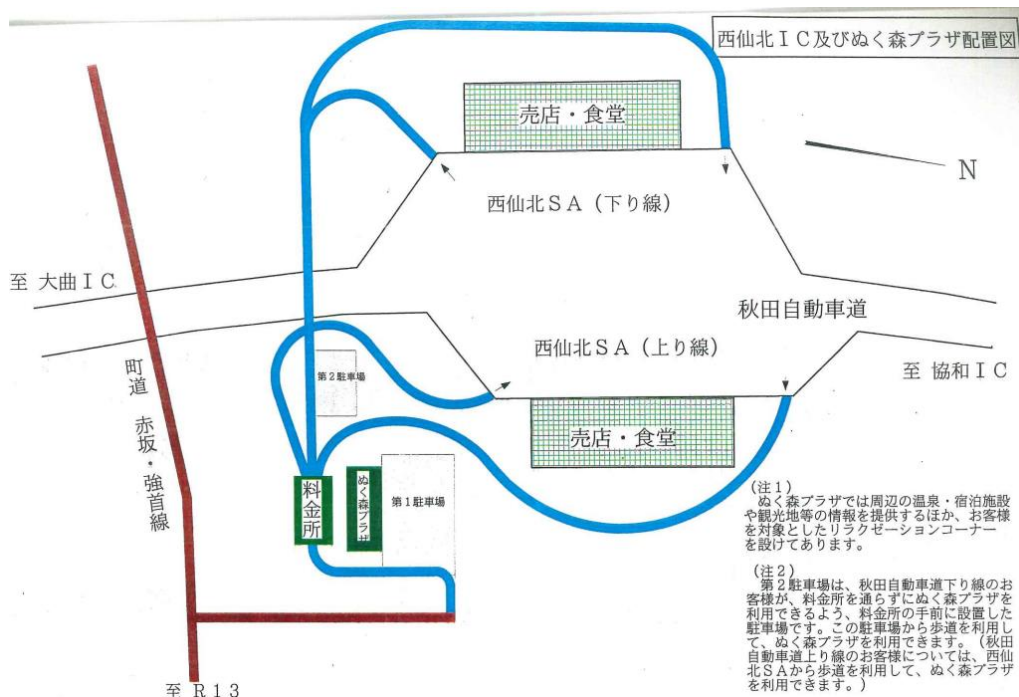 西仙北ＩＣ及びぬく森プラザ配置図
売店・食堂
N
西仙北ＳＡ（下り線）
至 大曲ＩＣ
秋田自動車道
西仙北ＳＡ（上り線）
至 協和ＩＣ
町道 赤坂・強首線
第２駐車場
売店・食堂
料金所
ぬく森プラザ
第１駐車場
（注１）
ぬく森プラザでは周辺の温泉・宿泊施設
や観光地等の情報を提供するほか、お客様
を対象としたリラクゼーションコーナー
を設けてあります。
（注２）
第２駐車場は、秋田自動車道下り線のお
客様が、料金所を通らずにぬく森プラザを
利用できるよう、料金所の手前に設置した
駐車場です。この駐車場から歩道を利用し
て、ぬく森プラザを利用できます。（秋田
自動車道上り線のお客様については、西仙
北ＳＡから歩道を利用して、ぬく森プラザ
を利用できます。）
至 Ｒ１３